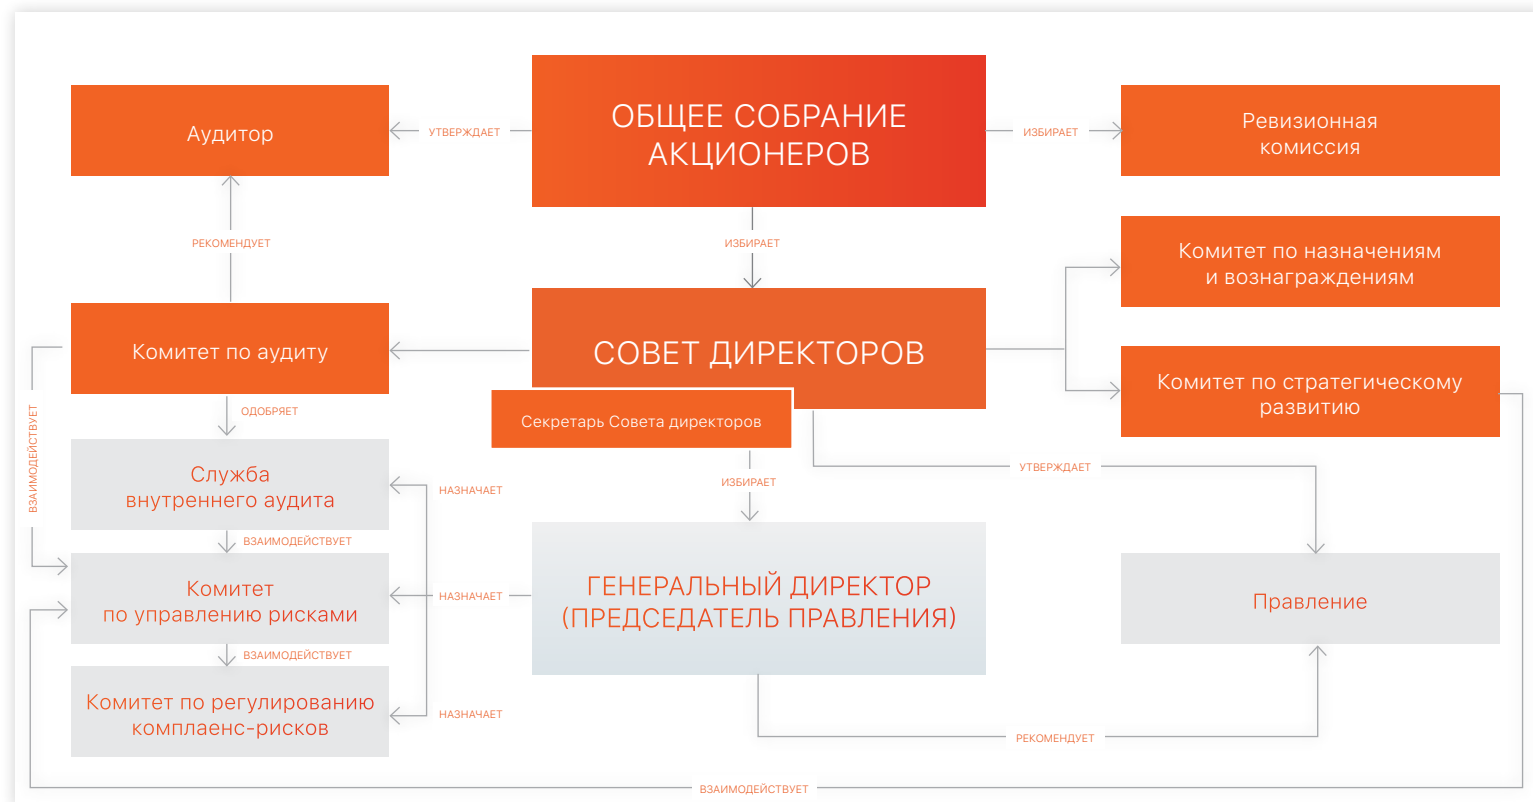 ОБЩЕЕ СОБРАНИЕ
АКЦИОНЕРОВ
Аудитор
УТВЕРЖДАЕТ
ИЗБИРАЕТ
Ревизионная
комиссия
РЕКОМЕНДУЕТ
ИЗБИРАЕТ
Комитет по назначениям
и вознаграждениям
Комитет по аудиту
СОВЕТ ДИРЕКТОРОВ
Комитет по стратегическому
развитию
Секретарь Совета директоров
ОДОБРЯЕТ
ВЗАИМОДЕЙСТВУЕТ
Служба
внутреннего аудита
НАЗНАЧАЕТ
ИЗБИРАЕТ
УТВЕРЖДАЕТ
ВЗАИМОДЕЙСТВУЕТ
Комитет
по управлению рисками
НАЗНАЧАЕТ
ГЕНЕРАЛЬНЫЙ ДИРЕКТОР
(ПРЕДСЕДАТЕЛЬ ПРАВЛЕНИЯ)
Правление
ВЗАИМОДЕЙСТВУЕТ
Комитет по регулированию
комплаенс-рисков
НАЗНАЧАЕТ
РЕКОМЕНДУЕТ
ВЗАИМОДЕЙСТВУЕТ